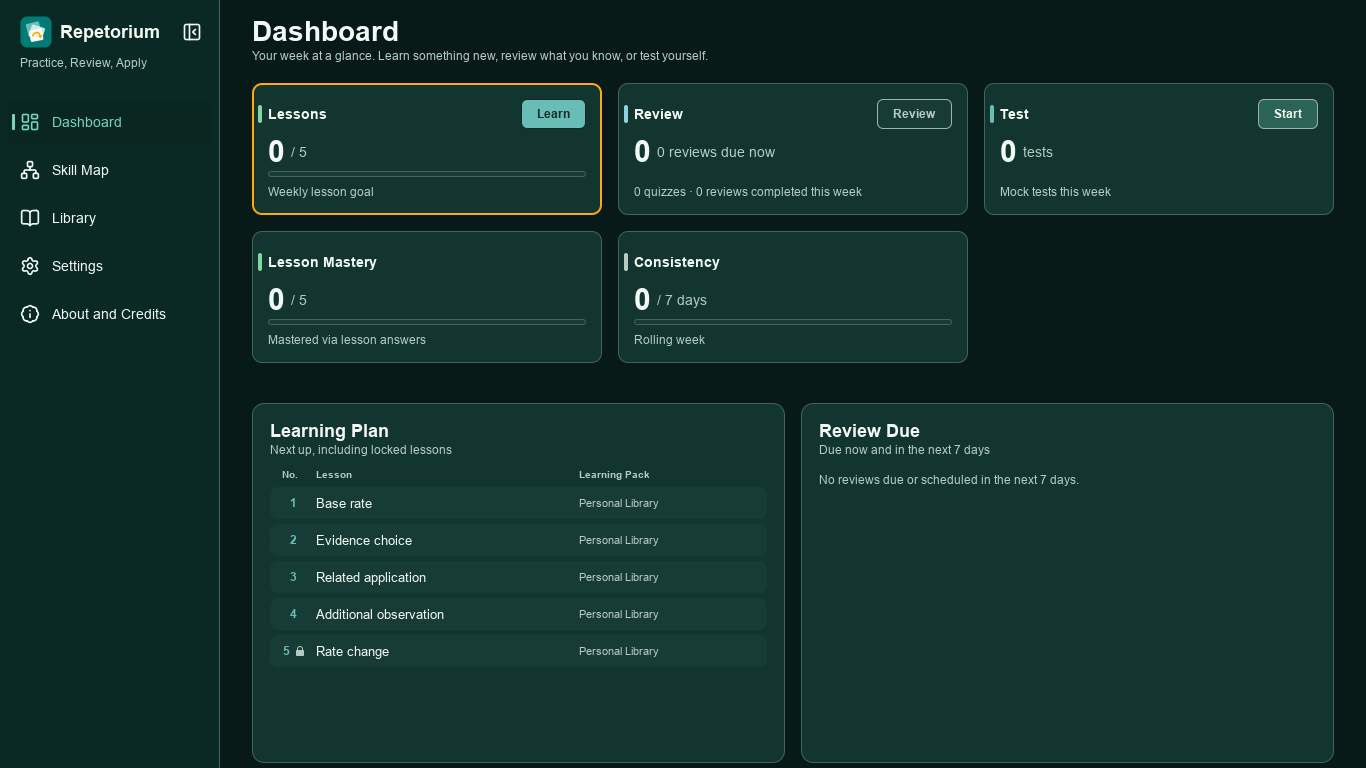 Repetorium
Practice, Review, Apply
Dashboard
Skill Map
Library
Settings
About and Credits
Dashboard
Your week at a glance. Learn something new, review what you know, or test yourself.
Lessons
Learn
0 / 5
Weekly lesson goal
Review
Review
0 0 reviews due now
0 quizzes · 0 reviews completed this week
Test
Start
0 tests
Mock tests this week
Lesson Mastery
0 / 5
Mastered via lesson answers
Consistency
0 / 7 days
Rolling week
Learning Plan
Next up, including locked lessons
No. Lesson Learning Pack
1 Base rate Personal Library
2 Evidence choice Personal Library
3 Related application Personal Library
4 Additional observation Personal Library
5 Rate change Personal Library
Review Due
Due now and in the next 7 days
No reviews due or scheduled in the next 7 days.